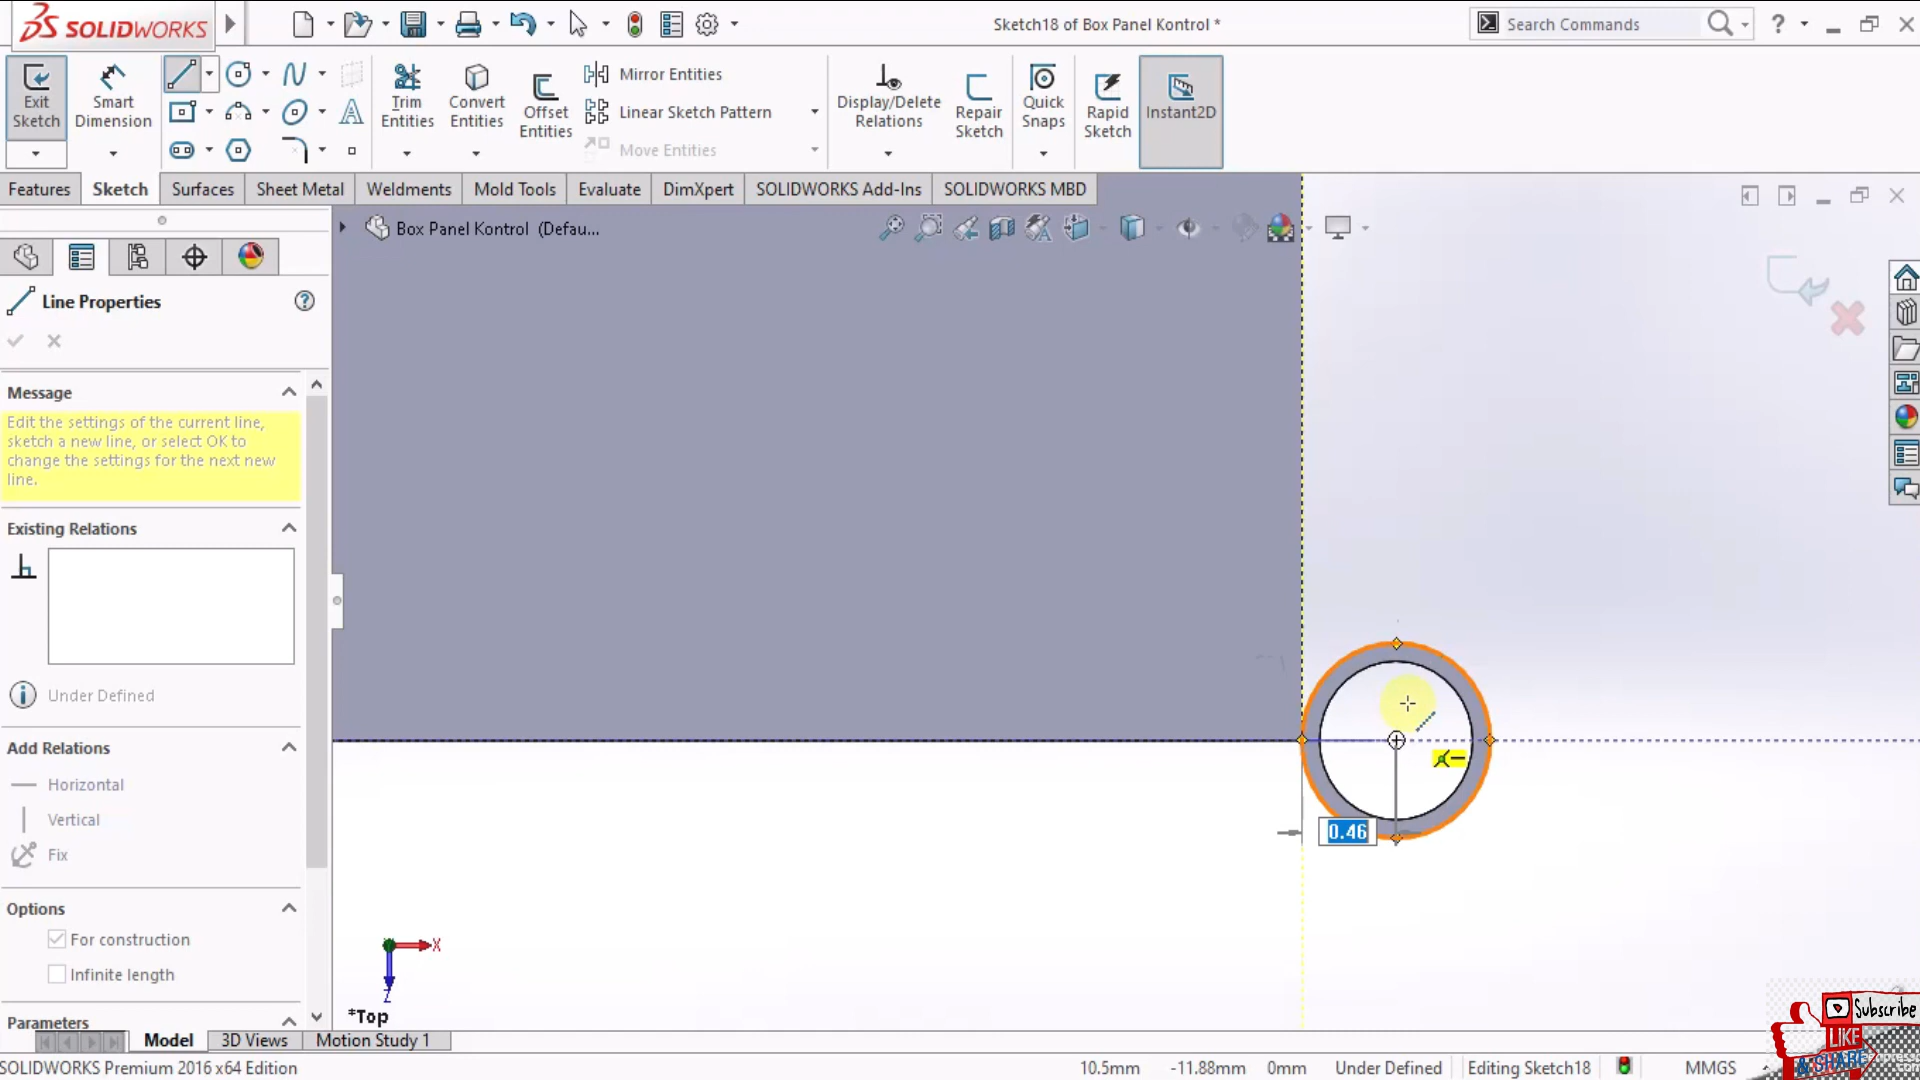 SOLIDWORKS
Sketch18 of Box Panel Kontrol *
Search Commands
?
Exit Sketch
Smart Dimension
Trim Entities
Convert Entities
Offset Entities
Mirror Entities
Linear Sketch Pattern
Move Entities
Display/Delete Relations
Repair Sketch
Quick Snaps
Rapid Sketch
Instant2D
Features
Sketch
Surfaces
Sheet Metal
Weldments
Mold Tools
Evaluate
DimXpert
SOLIDWORKS Add-Ins
SOLIDWORKS MBD
Box Panel Kontrol (Defau...
Line Properties
Message
Edit the settings of the current line,
sketch a new line, or select OK to
change the settings for the next new
line.
Existing Relations
Under Defined
Add Relations
Horizontal
Vertical
Fix
Options
For construction
Infinite length
Parameters
0.46
X
Z
*Top
Model
3D Views
Motion Study 1
SOLIDWORKS Premium 2016 x64 Edition
10.5mm
-11.88mm
0mm
Under Defined
Editing Sketch18
MMGS
Subscribe
LIKE
& SHARE